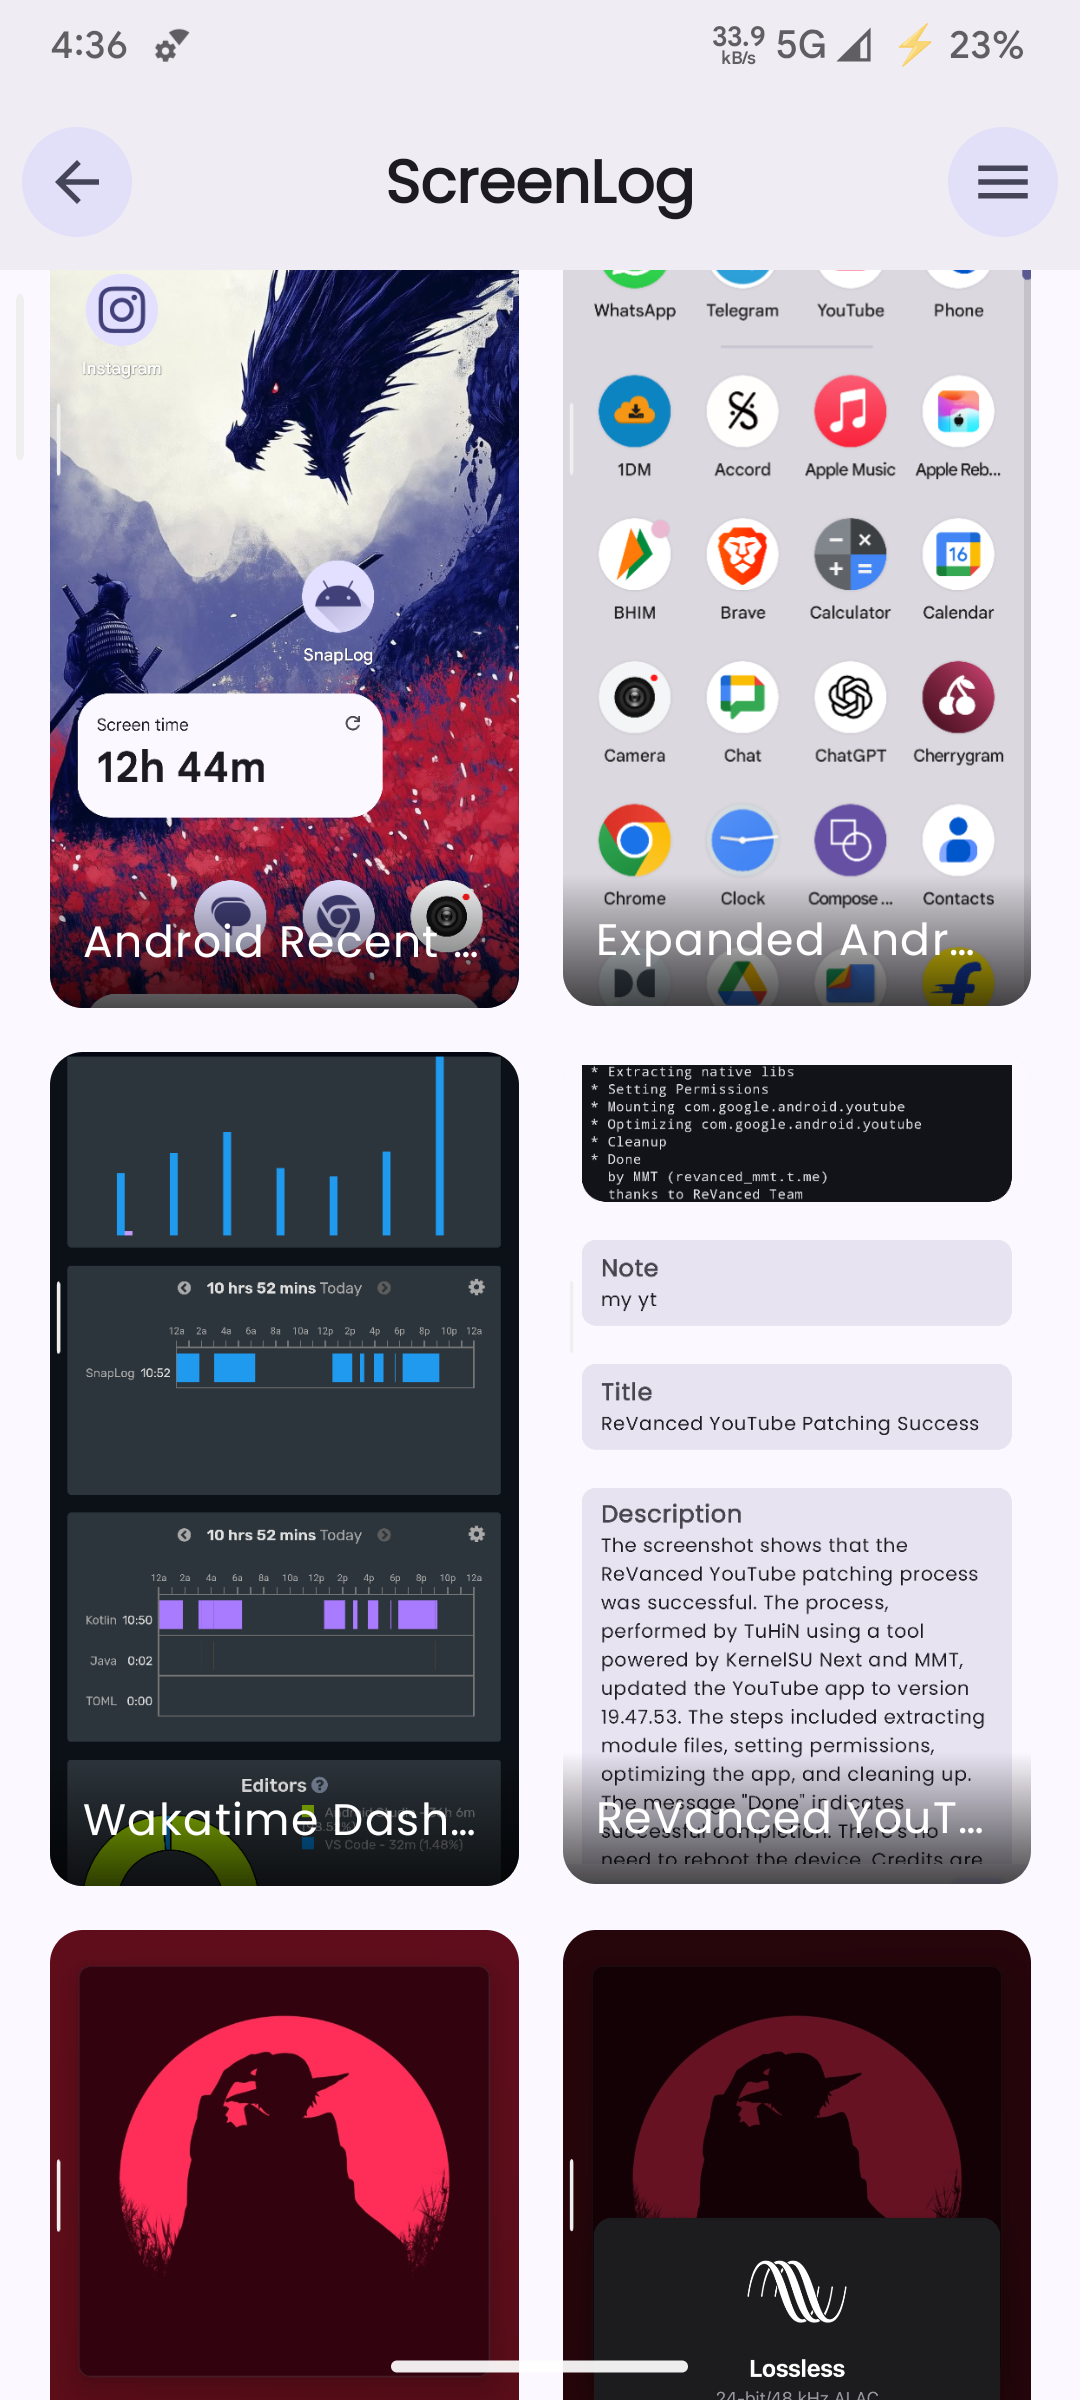 4:36
33.9 kB/s 5G 23%
ScreenLog
Instagram
SnapLog
Screen time
12h 44m
Android Recent ...
WhatsApp Telegram YouTube Phone
1DM Accord Apple Music Apple Reb...
16
BHIM Brave Calculator Calendar
Camera Chat ChatGPT Cherrygram
Chrome Clock Compose ... Contacts
Expanded Andr...
10 hrs 52 mins Today
12a 2a 4a 6a 8a 10a 12p 2p 4p 6p 8p 10p 12a
SnapLog 10:52
10 hrs 52 mins Today
12a 2a 4a 6a 8a 10a 12p 2p 4p 6p 8p 10p 12a
Kotlin 10:50
Java 0:02
TOML 0:00
Editors
VS Code - 32m (1.48%)
Wakatime Dash...
* Extracting native libs
* Setting Permissions
* Mounting com.google.android.youtube
* Optimizing com.google.android.youtube
* Cleanup
* Done
by MMT (revanced_mmt.t.me)
thanks to ReVanced Team
Note
my yt
Title
ReVanced YouTube Patching Success
Description
The screenshot shows that the
ReVanced YouTube patching process
was successful. The process,
performed by TuHiN using a tool
powered by KernelSU Next and MMT,
updated the YouTube app to version
19.47.53. The steps included extracting
module files, setting permissions,
optimizing the app, and cleaning up.
The message "Done" indicates
successful completion. There's no
need to reboot the device. Credits are
ReVanced YouT...
Lossless
24-bit/48 kHz ALAC